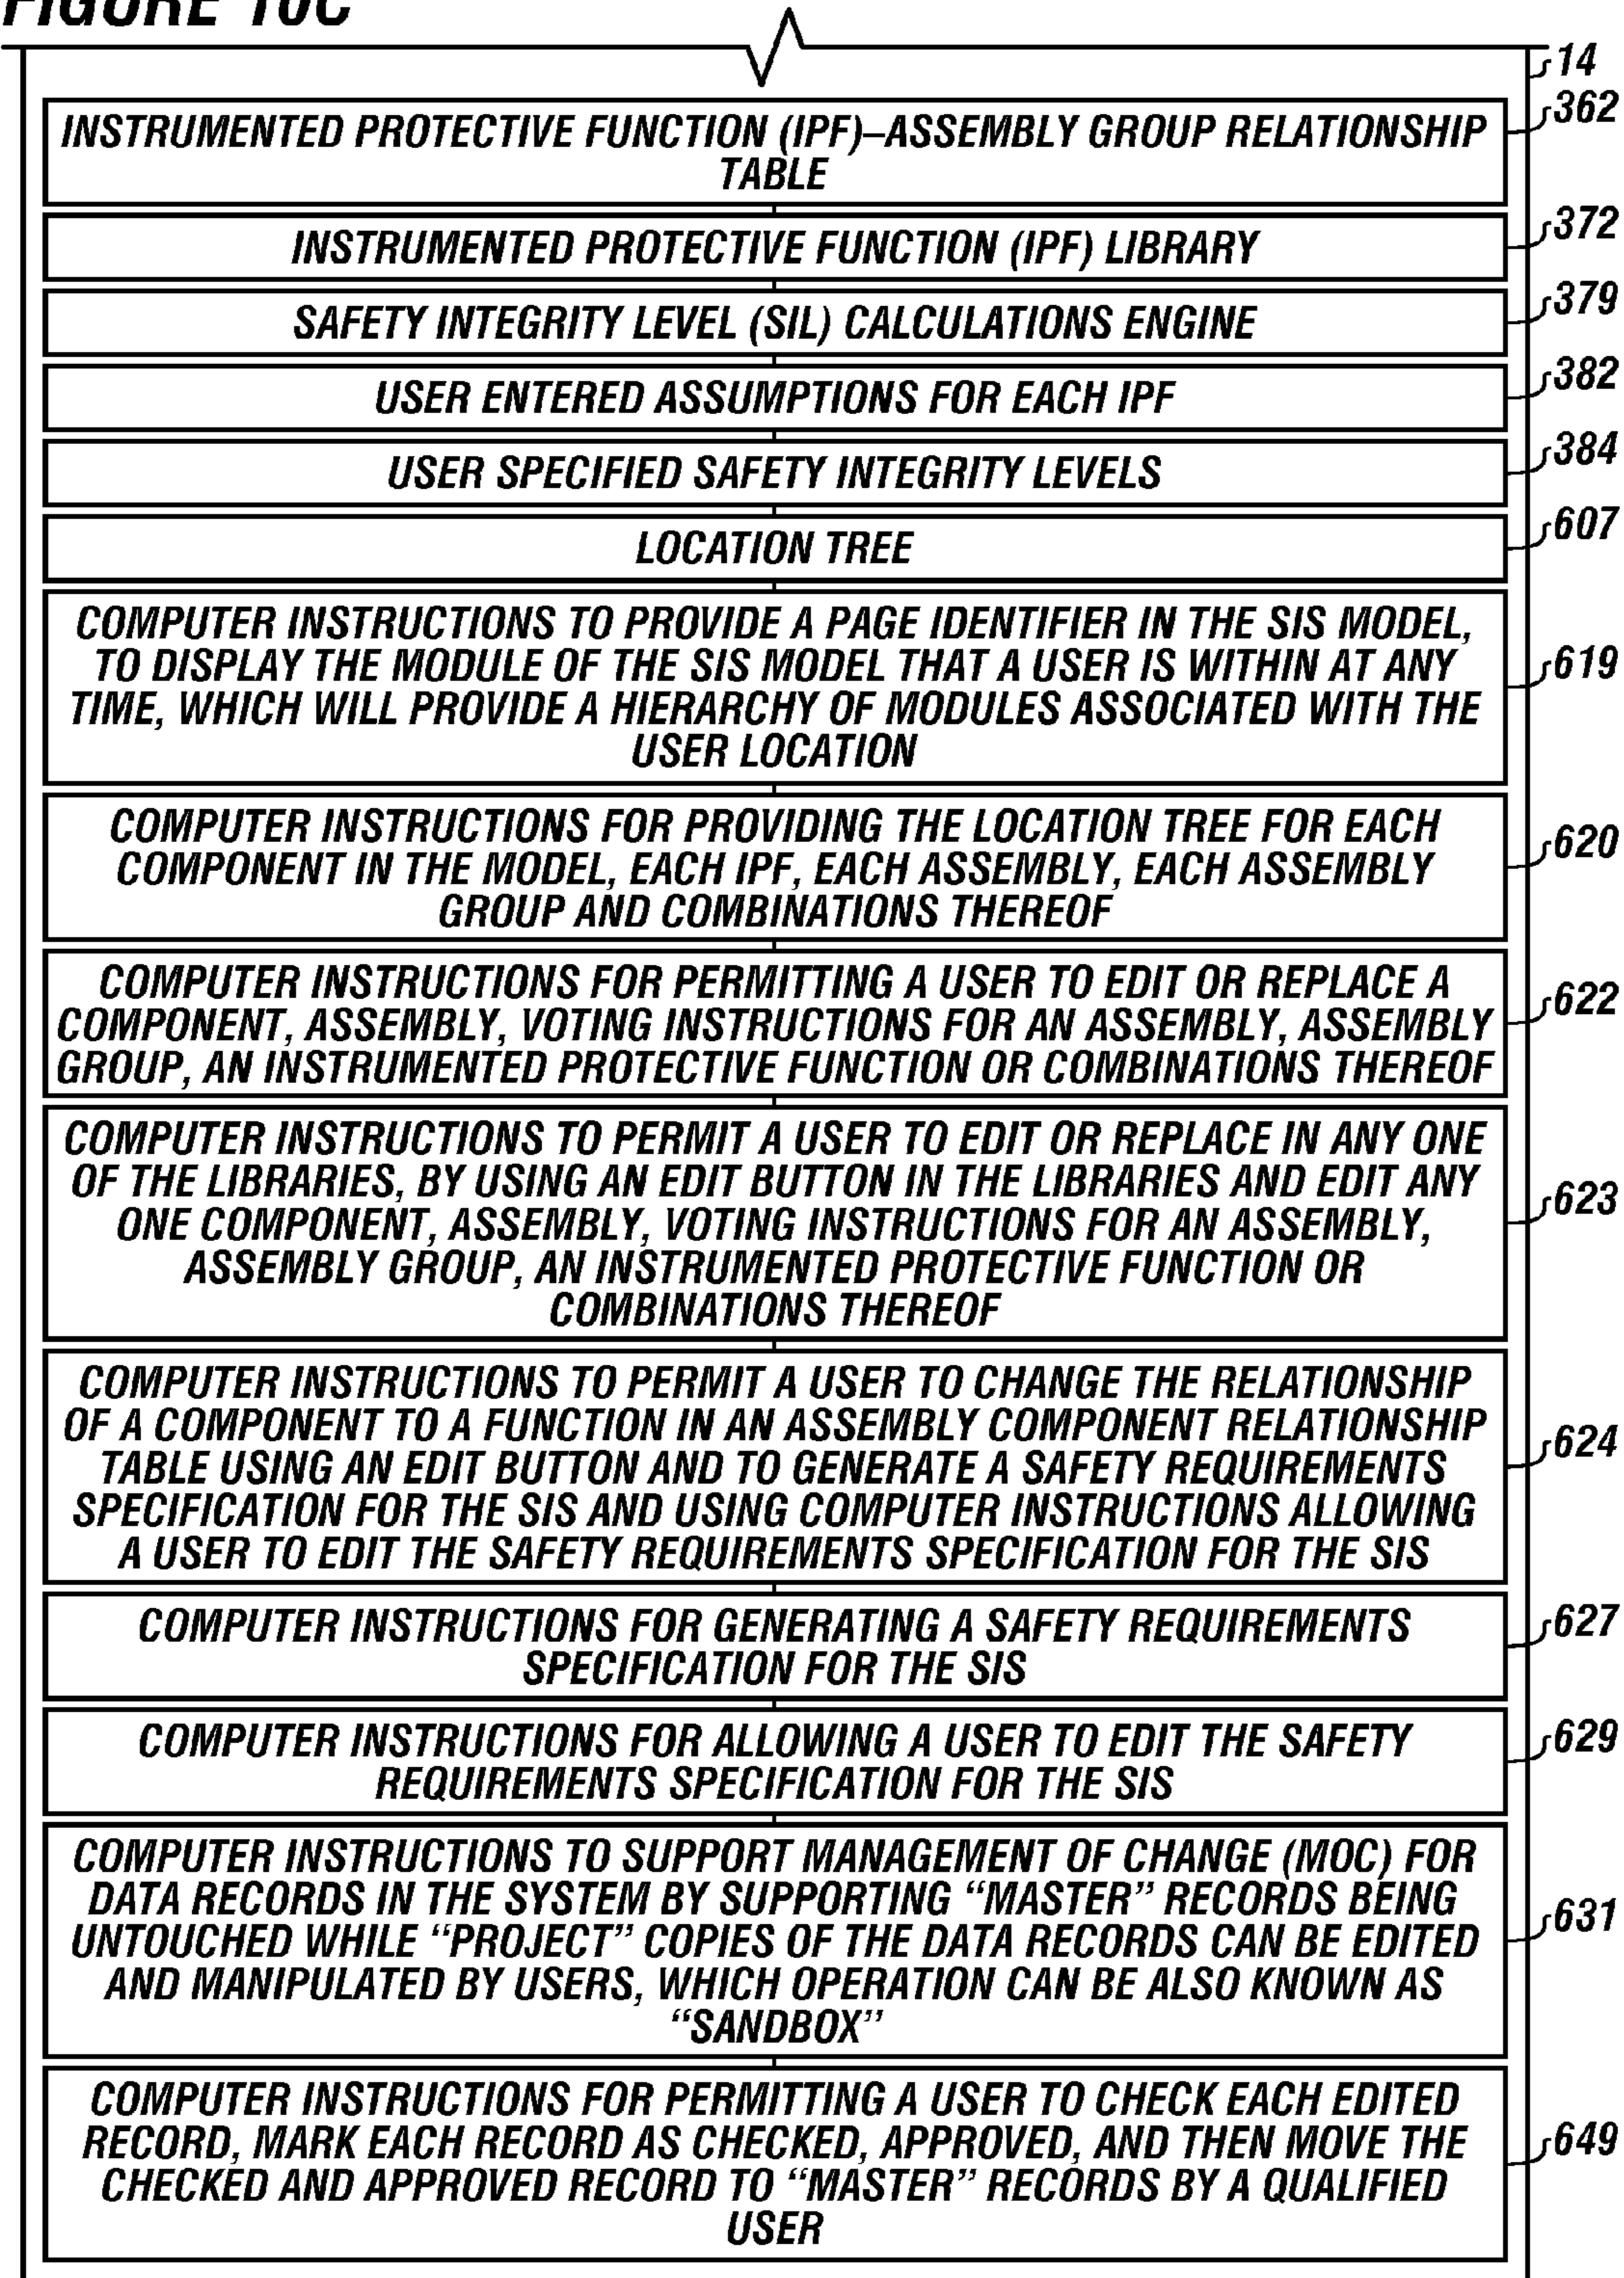 FIGURE 10C
14
INSTRUMENTED PROTECTIVE FUNCTION (IPF)–ASSEMBLY GROUP RELATIONSHIP
TABLE
362
INSTRUMENTED PROTECTIVE FUNCTION (IPF) LIBRARY
372
SAFETY INTEGRITY LEVEL (SIL) CALCULATIONS ENGINE
379
USER ENTERED ASSUMPTIONS FOR EACH IPF
382
USER SPECIFIED SAFETY INTEGRITY LEVELS
384
LOCATION TREE
607
COMPUTER INSTRUCTIONS TO PROVIDE A PAGE IDENTIFIER IN THE SIS MODEL,
TO DISPLAY THE MODULE OF THE SIS MODEL THAT A USER IS WITHIN AT ANY
TIME, WHICH WILL PROVIDE A HIERARCHY OF MODULES ASSOCIATED WITH THE
USER LOCATION
619
COMPUTER INSTRUCTIONS FOR PROVIDING THE LOCATION TREE FOR EACH
COMPONENT IN THE MODEL, EACH IPF, EACH ASSEMBLY, EACH ASSEMBLY
GROUP AND COMBINATIONS THEREOF
620
COMPUTER INSTRUCTIONS FOR PERMITTING A USER TO EDIT OR REPLACE A
COMPONENT, ASSEMBLY, VOTING INSTRUCTIONS FOR AN ASSEMBLY, ASSEMBLY
GROUP, AN INSTRUMENTED PROTECTIVE FUNCTION OR COMBINATIONS THEREOF
622
COMPUTER INSTRUCTIONS TO PERMIT A USER TO EDIT OR REPLACE IN ANY ONE
OF THE LIBRARIES, BY USING AN EDIT BUTTON IN THE LIBRARIES AND EDIT ANY
ONE COMPONENT, ASSEMBLY, VOTING INSTRUCTIONS FOR AN ASSEMBLY,
ASSEMBLY GROUP, AN INSTRUMENTED PROTECTIVE FUNCTION OR
COMBINATIONS THEREOF
623
COMPUTER INSTRUCTIONS TO PERMIT A USER TO CHANGE THE RELATIONSHIP
OF A COMPONENT TO A FUNCTION IN AN ASSEMBLY COMPONENT RELATIONSHIP
TABLE USING AN EDIT BUTTON AND TO GENERATE A SAFETY REQUIREMENTS
SPECIFICATION FOR THE SIS AND USING COMPUTER INSTRUCTIONS ALLOWING
A USER TO EDIT THE SAFETY REQUIREMENTS SPECIFICATION FOR THE SIS
624
COMPUTER INSTRUCTIONS FOR GENERATING A SAFETY REQUIREMENTS
SPECIFICATION FOR THE SIS
627
COMPUTER INSTRUCTIONS FOR ALLOWING A USER TO EDIT THE SAFETY
REQUIREMENTS SPECIFICATION FOR THE SIS
629
COMPUTER INSTRUCTIONS TO SUPPORT MANAGEMENT OF CHANGE (MOC) FOR
DATA RECORDS IN THE SYSTEM BY SUPPORTING “MASTER” RECORDS BEING
UNTOUCHED WHILE “PROJECT” COPIES OF THE DATA RECORDS CAN BE EDITED
AND MANIPULATED BY USERS, WHICH OPERATION CAN BE ALSO KNOWN AS
“SANDBOX”
631
COMPUTER INSTRUCTIONS FOR PERMITTING A USER TO CHECK EACH EDITED
RECORD, MARK EACH RECORD AS CHECKED, APPROVED, AND THEN MOVE THE
CHECKED AND APPROVED RECORD TO “MASTER” RECORDS BY A QUALIFIED
USER
649